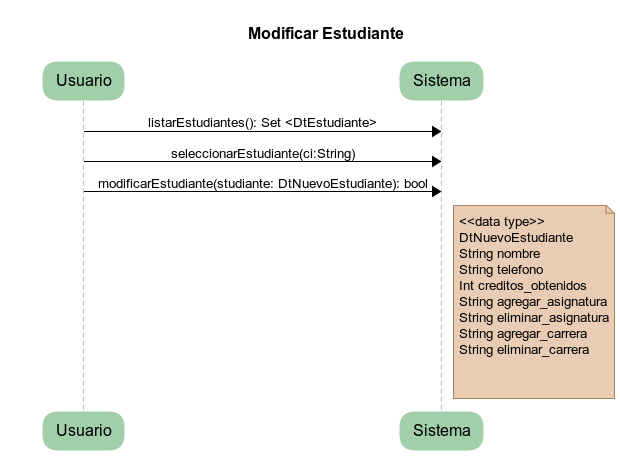 Modificar Estudiante
Usuario
Sistema
listarEstudiantes(): Set <DtEstudiante>
seleccionarEstudiante(ci:String)
modificarEstudiante(studiante: DtNuevoEstudiante): bool
<<data type>>
DtNuevoEstudiante
String nombre
String telefono
Int creditos_obtenidos
String agregar_asignatura
String eliminar_asignatura
String agregar_carrera
String eliminar_carrera
Usuario
Sistema